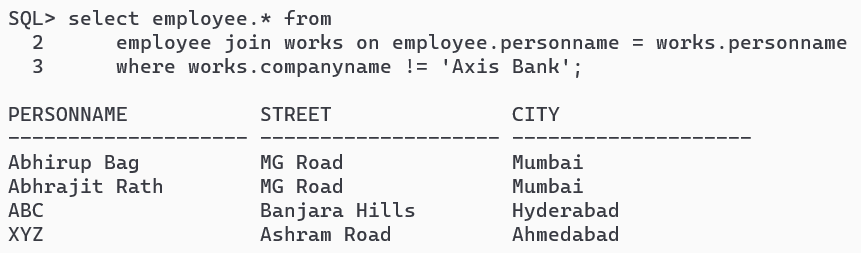 SQL> select employee.* from
  2      employee join works on employee.personname = works.personname
  3      where works.companyname != 'Axis Bank';
PERSONNAME           STREET               CITY
-------------------- -------------------- --------------------
Abhirup Bag          MG Road              Mumbai
Abhrajit Rath        MG Road              Mumbai
ABC                  Banjara Hills        Hyderabad
XYZ                  Ashram Road          Ahmedabad